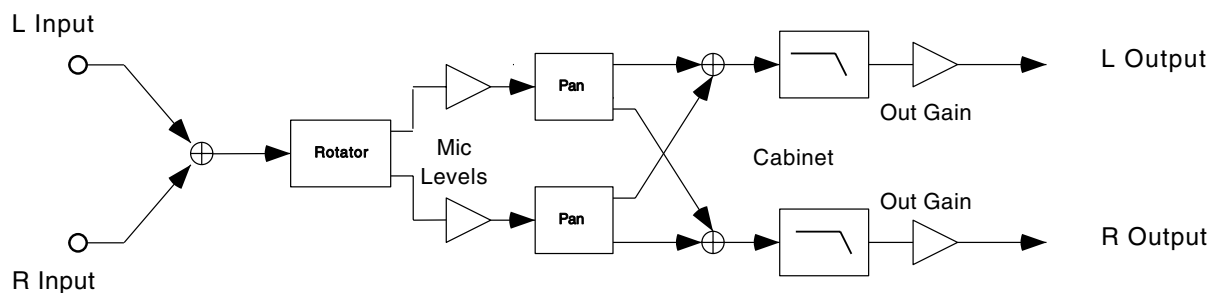 L Input
L Output
Pan
Out Gain
Rotator
Mic
Levels
Cabinet
Pan
Out Gain
R Output
R Input